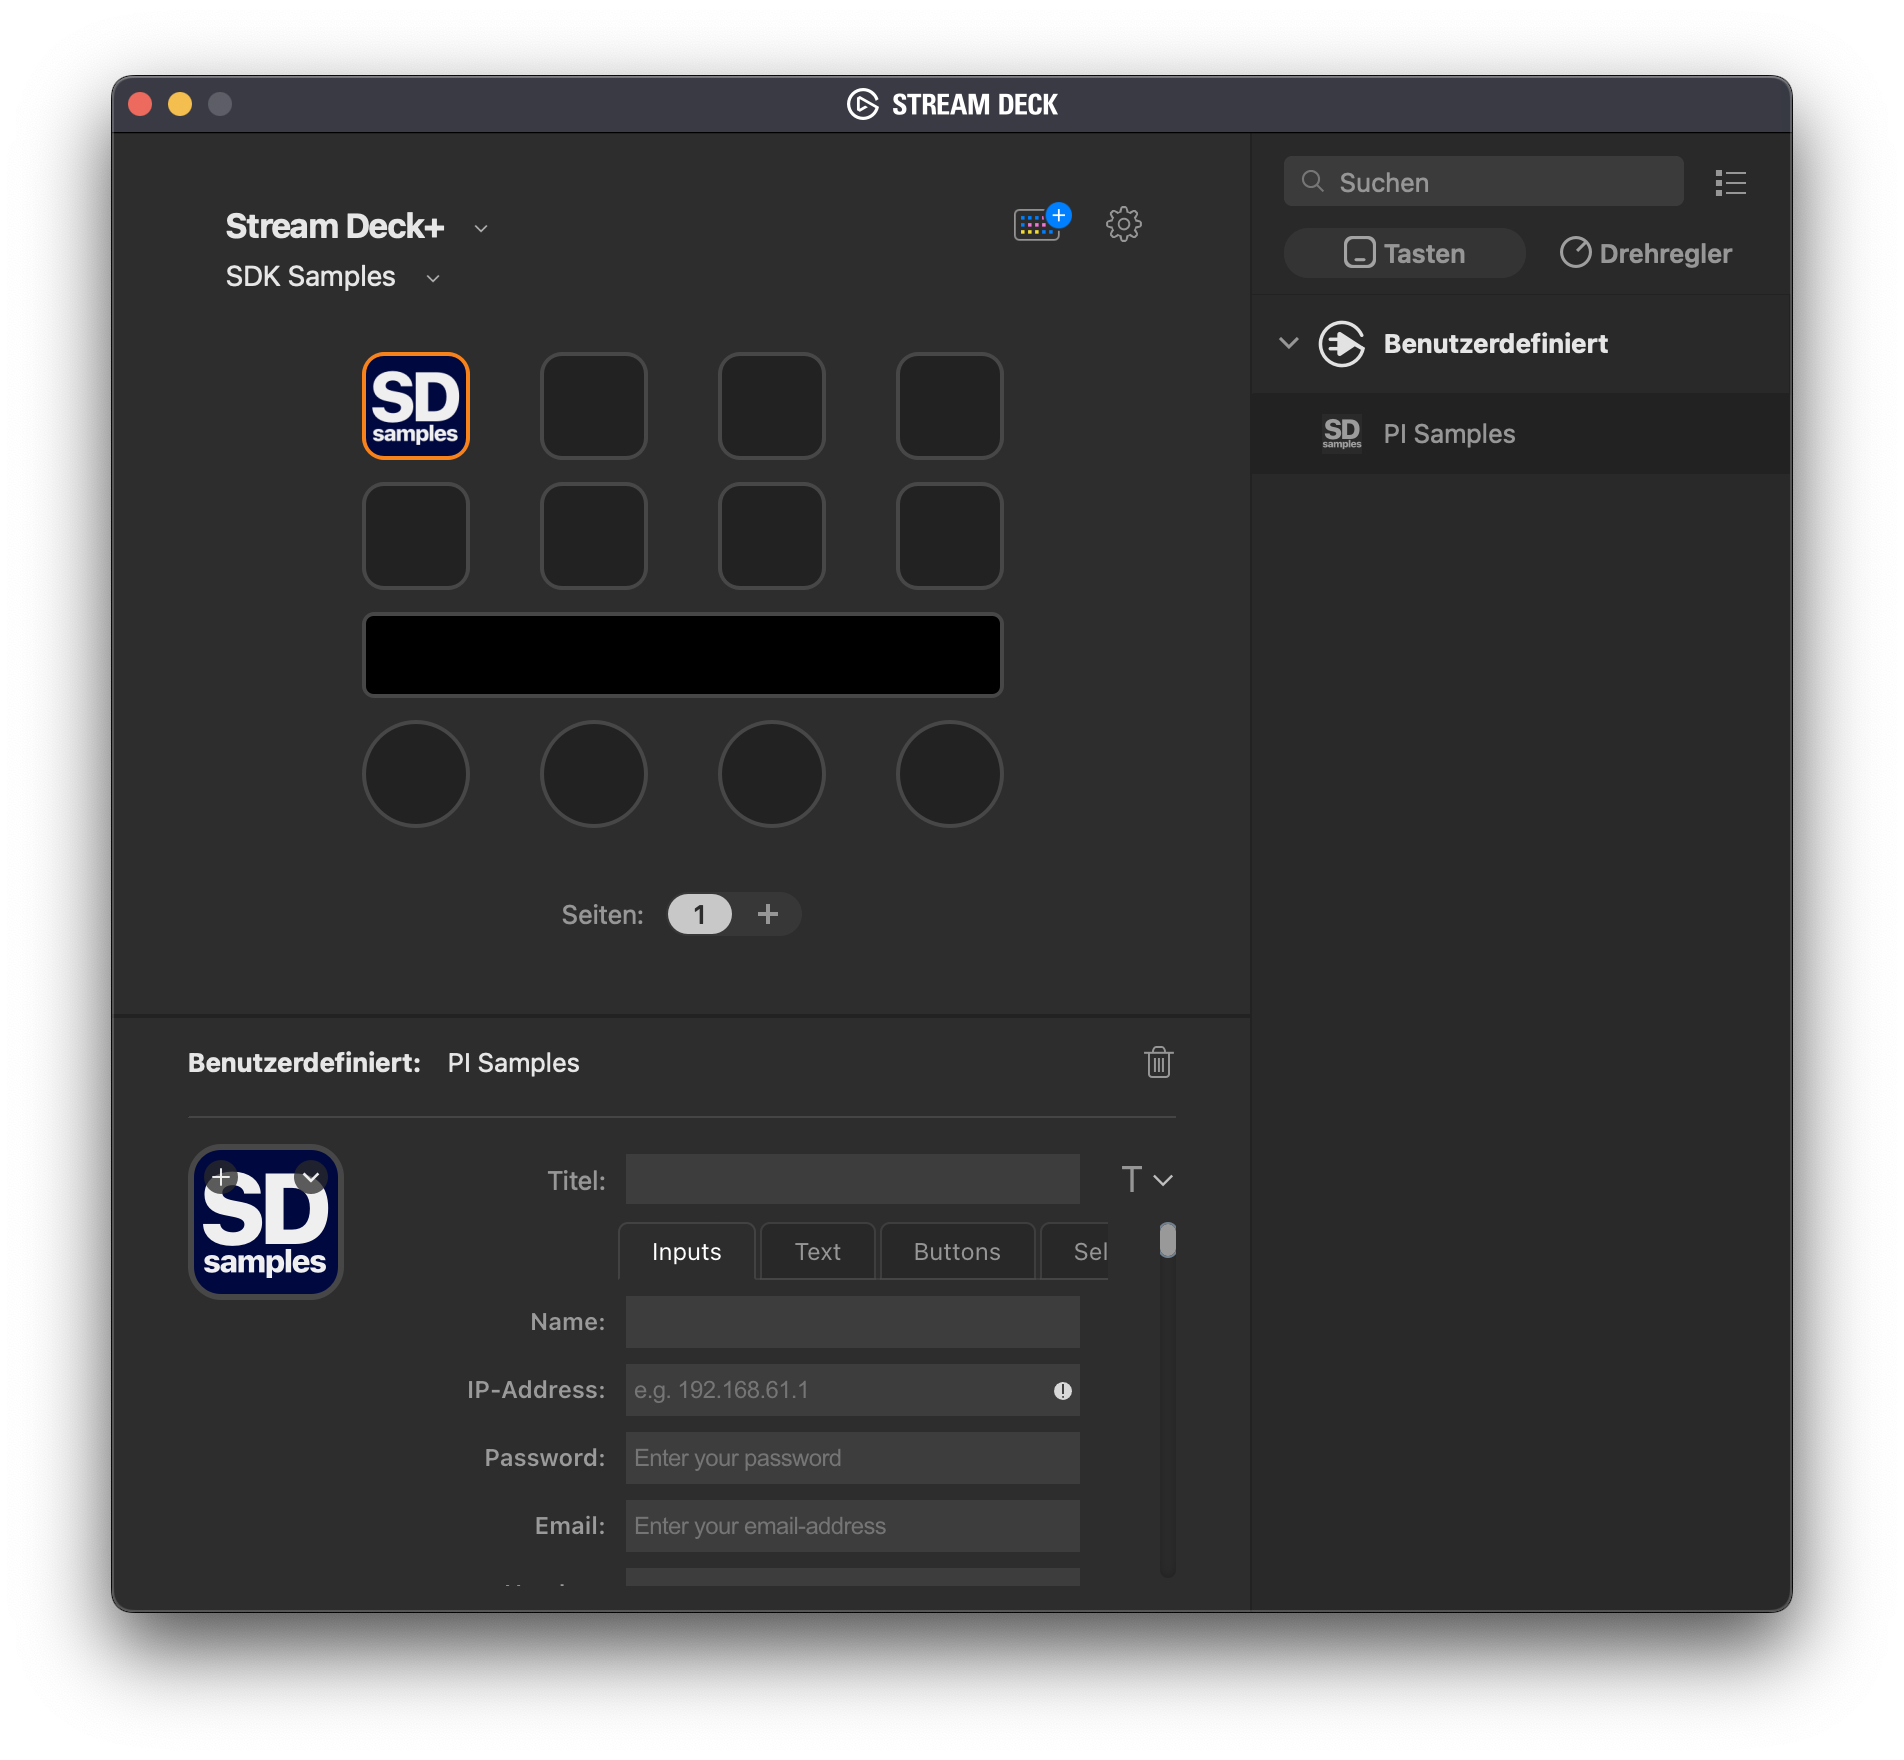 STREAM DECK
Stream Deck+
SDK Samples
SD
samples
Seiten: 1 +
Suchen
Tasten Drehregler
Benutzerdefiniert
SD
samples
PI Samples
Benutzerdefiniert: PI Samples
SD
samples
Titel:
T
Inputs Text Buttons Sel
Name:
IP-Address: e.g. 192.168.61.1
Password: Enter your password
Email: Enter your email-address